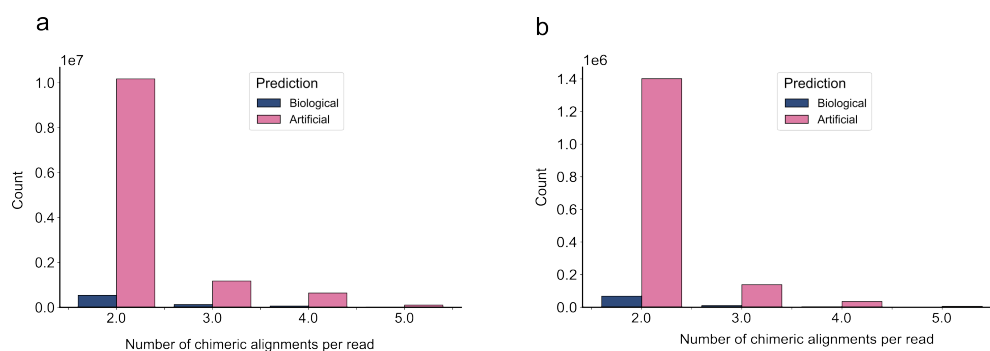 a
1e7
1.0
0.8
0.6
0.4
0.2
0.0
Count
Prediction
Biological
Artificial
2.0
3.0
4.0
5.0
Number of chimeric alignments per read
b
1e6
1.4
1.2
1.0
0.8
0.6
0.4
0.2
0.0
Count
Prediction
Biological
Artificial
2.0
3.0
4.0
5.0
Number of chimeric alignments per read